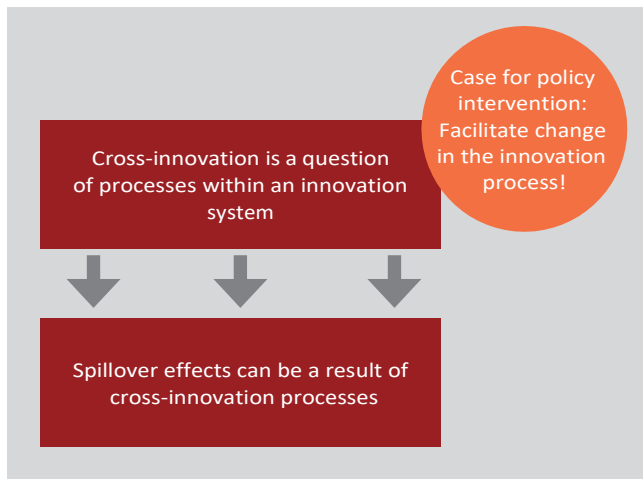 Case for policy
intervention:
Facilitate change
in the innovation
process!
Cross-innovation is a question
of processes within an innovation
system
Spillover effects can be a result of
cross-innovation processes